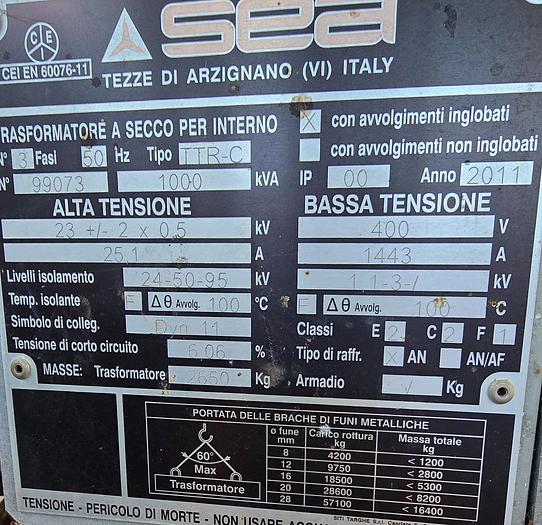 CEI
CEI EN 60076-11
sea
TEZZE DI ARZIGNANO (VI) ITALY
TRASFORMATORE A SECCO PER INTERNO X con avvolgimenti inglobati
con avvolgimenti non inglobati
N° 3 Fasi 50 Hz Tipo TTR-C
N° 99073 1000 kVA IP 00 Anno 2011
ALTA TENSIONE BASSA TENSIONE
23 +/- 2 x 0,5 kV 400 V
25,1 A 1443 A
Livelli isolamento 24-50-95 kV 1,1-3-/ kV
Temp. isolante F Δθ Avvolg. 100 °C F Δθ Avvolg. 100 °C
Simbolo di colleg. Dyn 11 Classi E 2 C 2 F 1
Tensione di corto circuito 6,06 % Tipo di raffr. X AN AN/AF
MASSE: Trasformatore 2650 Kg Armadio / Kg
PORTATA DELLE BRACHE DI FUNI METALLICHE
60°
Max
Trasformatore
ø fune mm Carico rottura kg Massa totale kg
8 4200 < 1200
12 9750 < 2800
16 18500 < 5300
20 28600 < 8200
28 57100 < 16400
TENSIONE - PERICOLO DI MORTE - NON USARE
SITI TARGHE S.r.l.